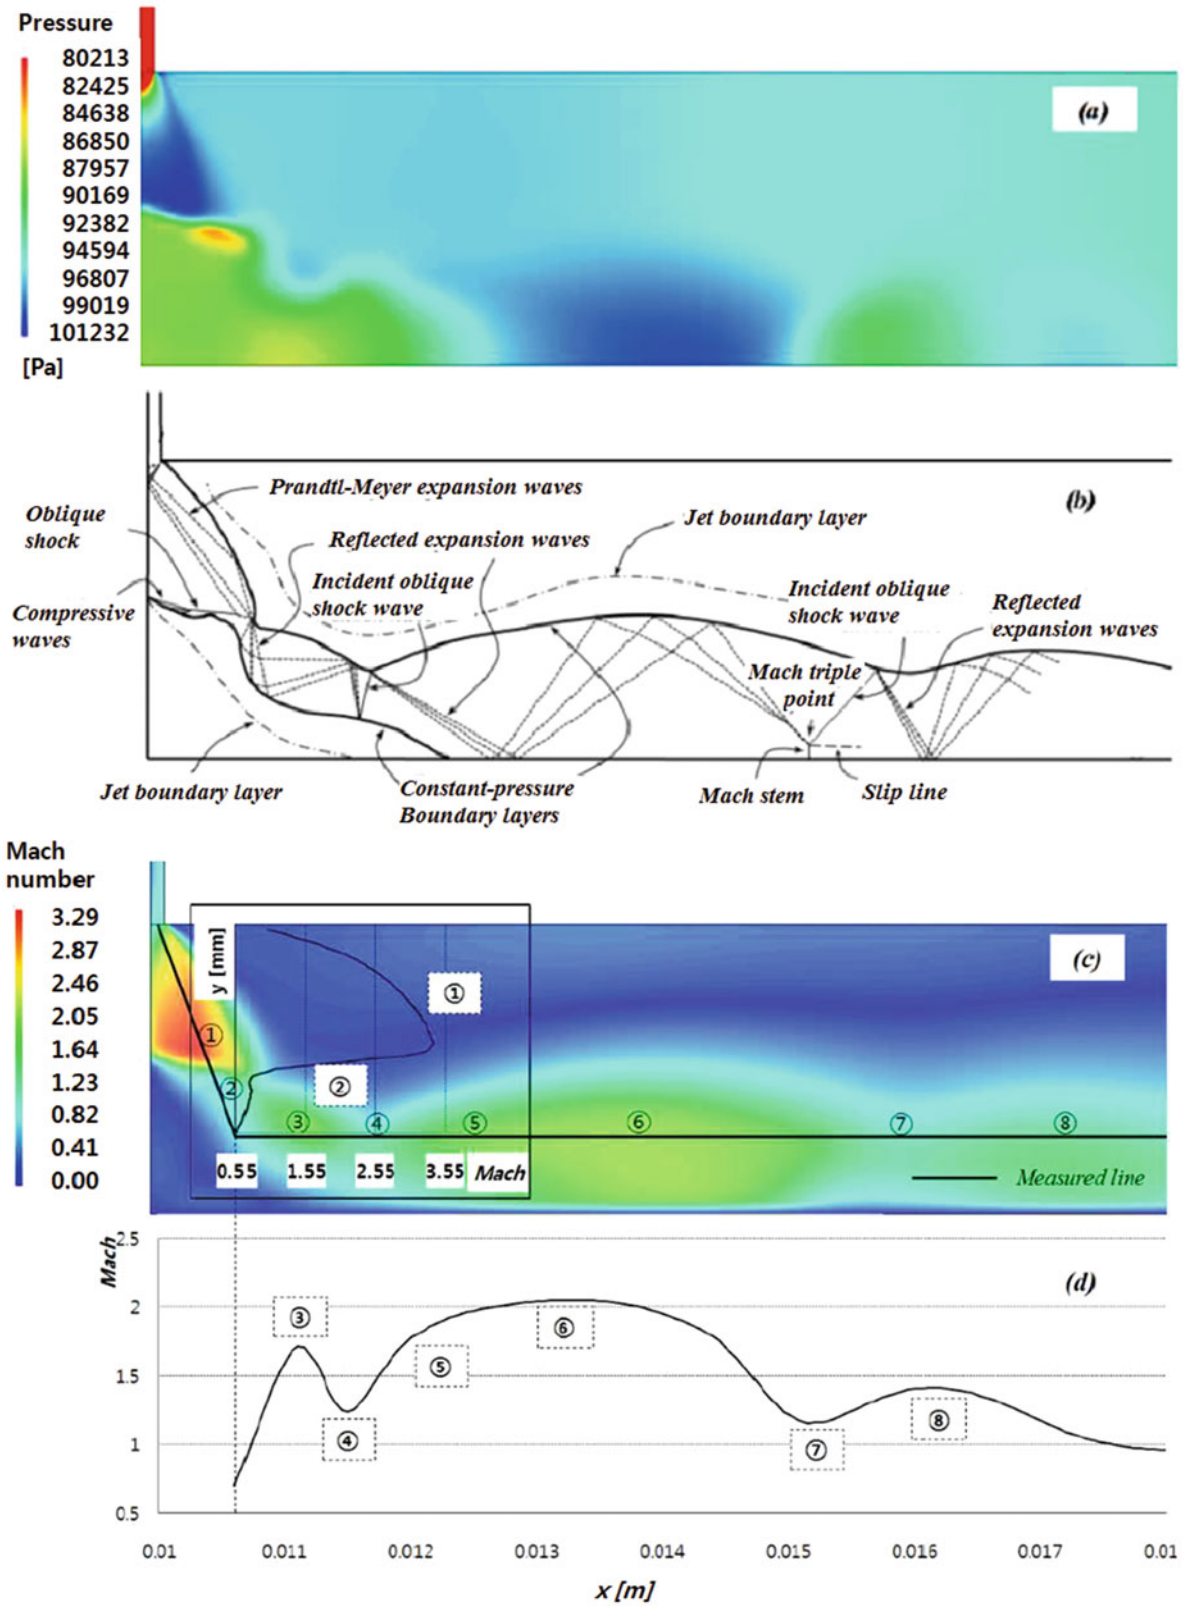 Pressure
80213
82425
84638
86850
87957
90169
92382
94594
96807
99019
101232
[Pa]
(a)
Prandtl-Meyer expansion waves
(b)
Oblique
shock
Jet boundary layer
Reflected expansion waves
Incident oblique
shock wave
Incident oblique
shock wave
Reflected
expansion waves
Compressive
waves
Mach triple
point
Jet boundary layer
Constant-pressure
Boundary layers
Mach stem
Slip line
Mach
number
3.29
2.87
2.46
2.05
1.64
1.23
0.82
0.41
0.00
y [mm]
(c)
①
①
②
②
③
④
⑤
⑥
⑦
⑧
0.55
1.55
2.55
3.55
Mach
Measured line
Mach
2.5
2
1.5
1
0.5
(d)
③
④
⑤
⑥
⑦
⑧
0.01
0.011
0.012
0.013
0.014
0.015
0.016
0.017
0.01
x [m]